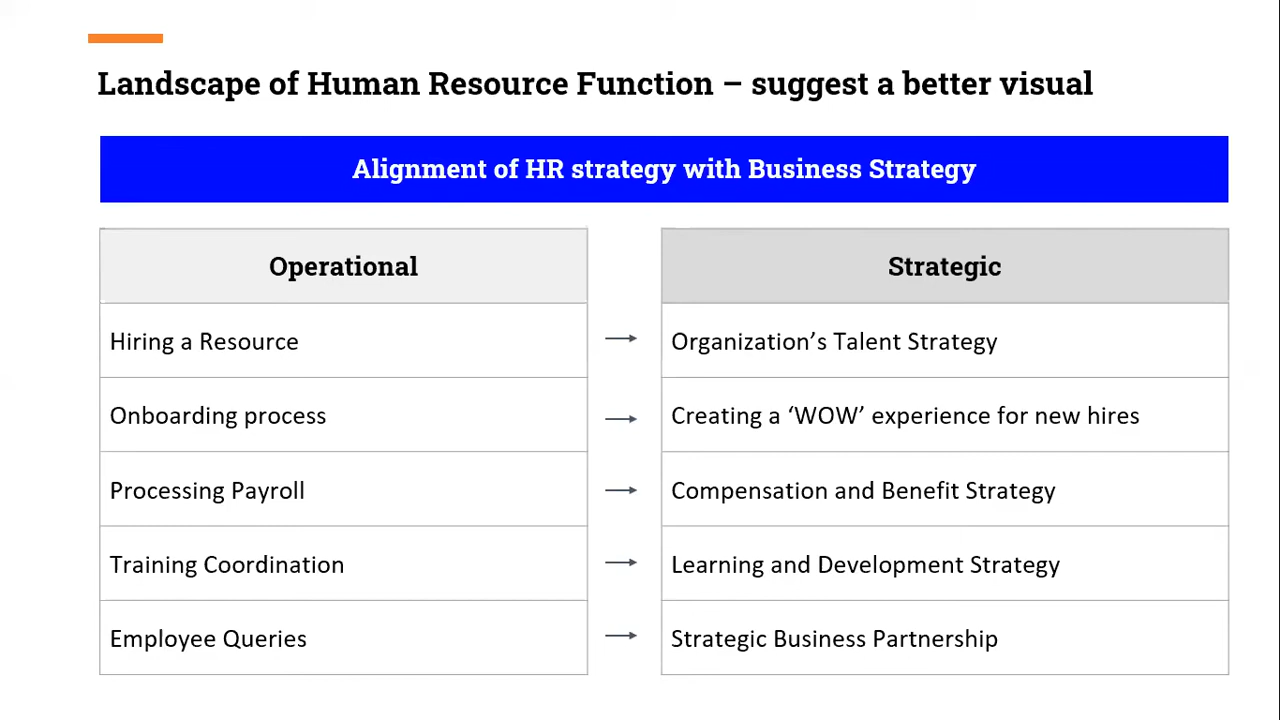 Landscape of Human Resource Function – suggest a better visual
Alignment of HR strategy with Business Strategy
Operational
Strategic
Hiring a Resource
Organization’s Talent Strategy
Onboarding process
Creating a ‘WOW’ experience for new hires
Processing Payroll
Compensation and Benefit Strategy
Training Coordination
Learning and Development Strategy
Employee Queries
Strategic Business Partnership